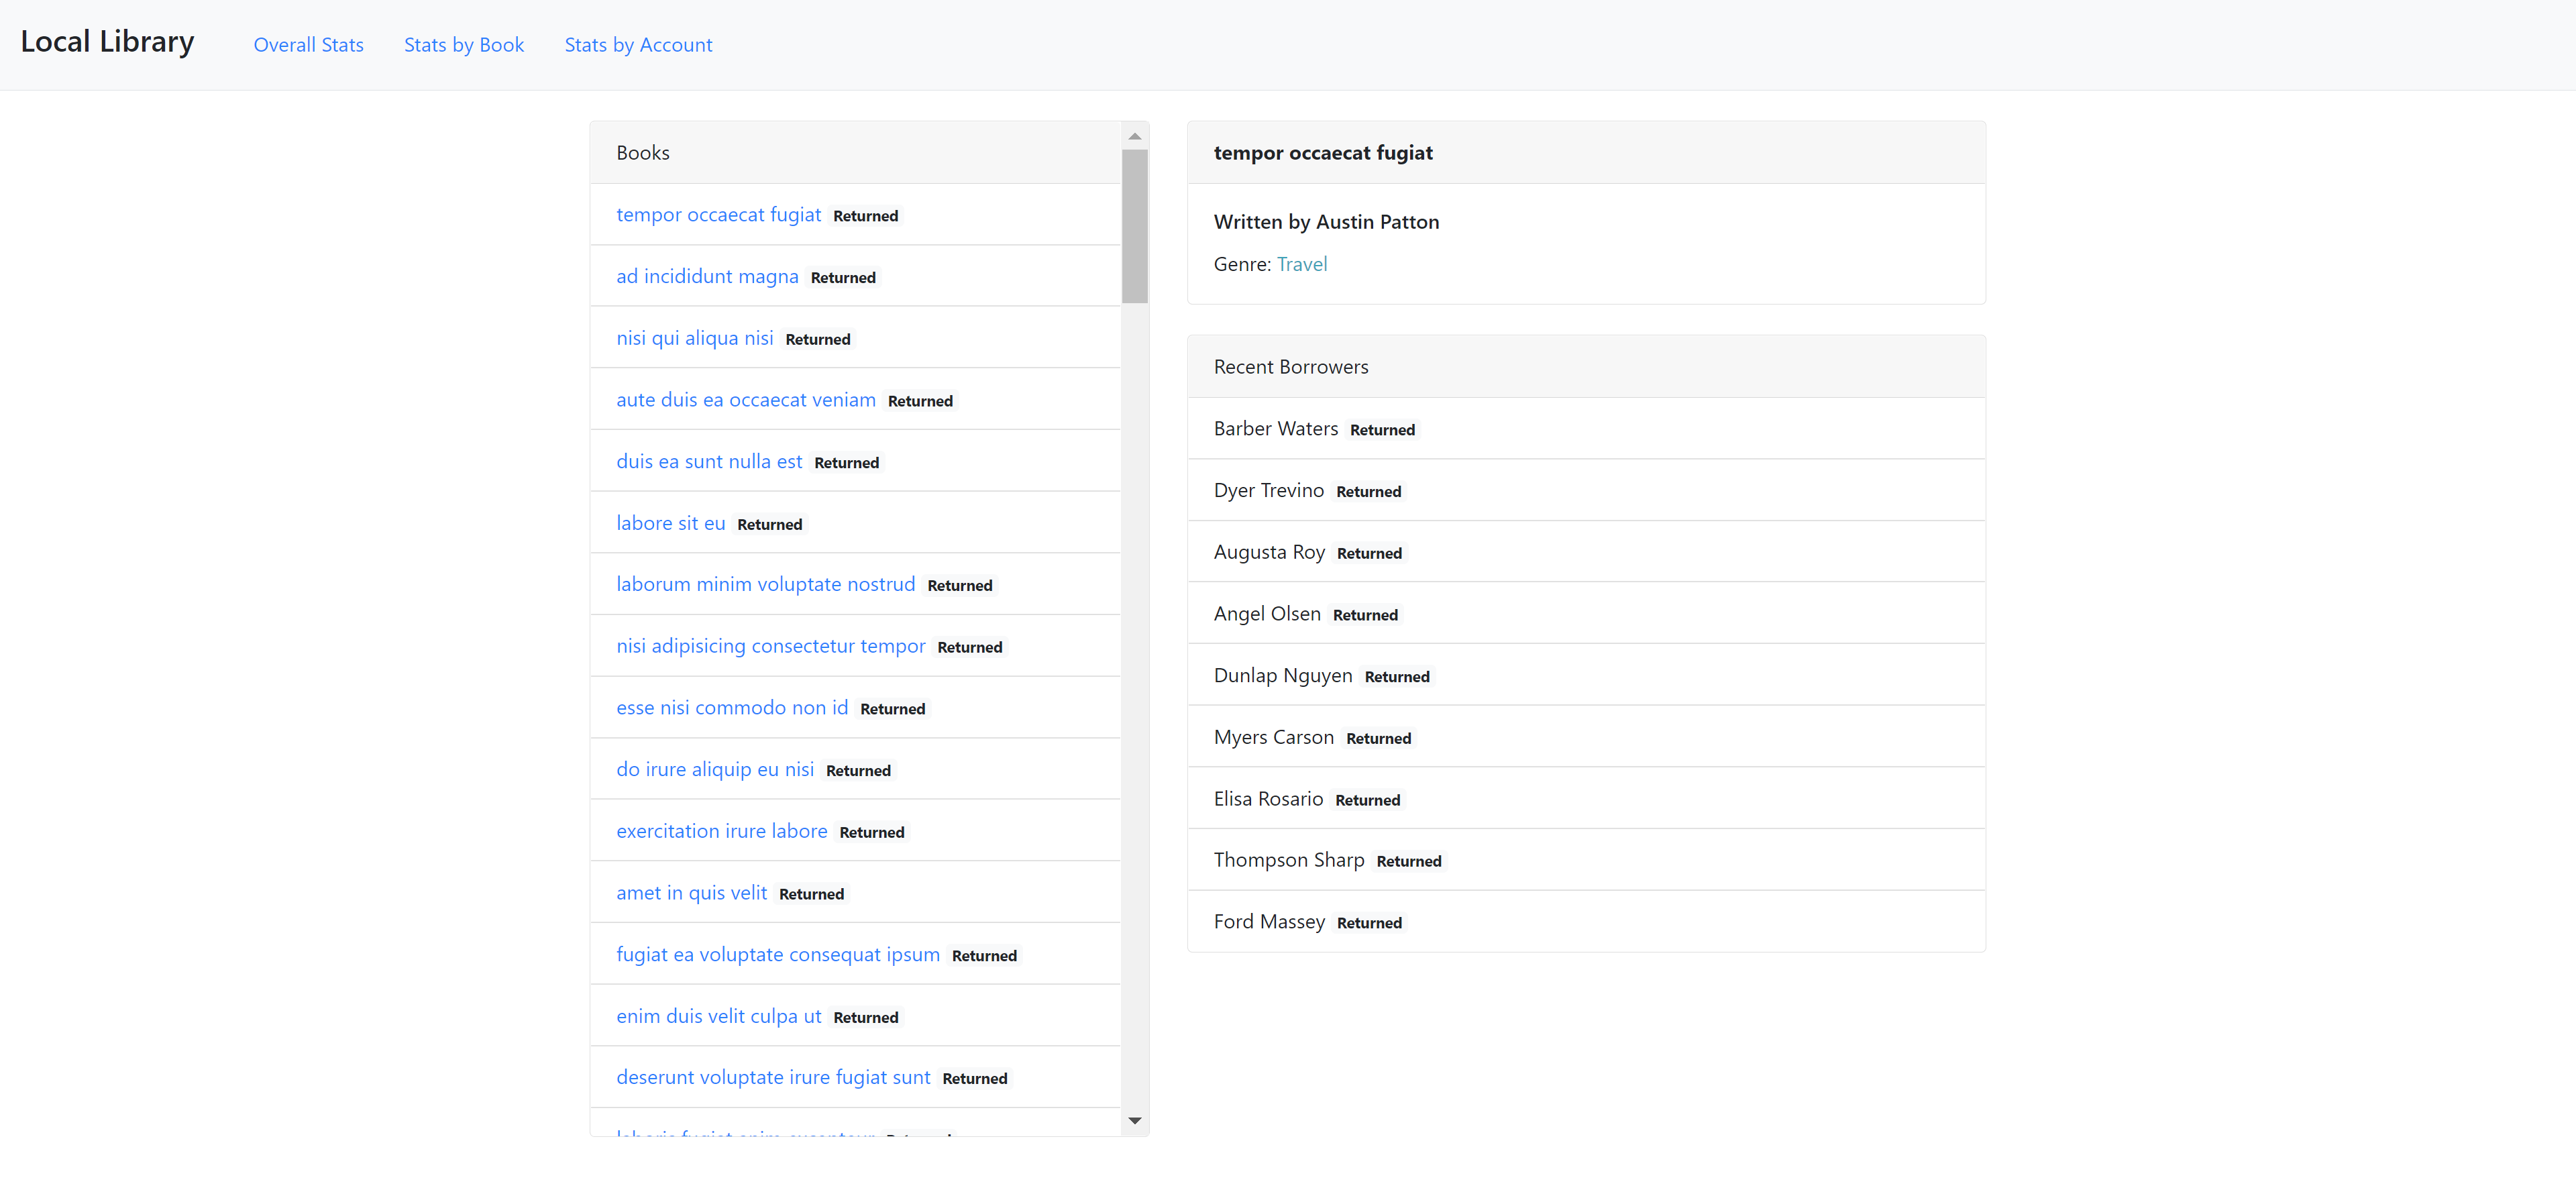 Local Library
Overall Stats
Stats by Book
Stats by Account
Books
tempor occaecat fugiat Returned
ad incididunt magna Returned
nisi qui aliqua nisi Returned
aute duis ea occaecat veniam Returned
duis ea sunt nulla est Returned
labore sit eu Returned
laborum minim voluptate nostrud Returned
nisi adipisicing consectetur tempor Returned
esse nisi commodo non id Returned
do irure aliquip eu nisi Returned
exercitation irure labore Returned
amet in quis velit Returned
fugiat ea voluptate consequat ipsum Returned
enim duis velit culpa ut Returned
deserunt voluptate irure fugiat sunt Returned
tempor occaecat fugiat
Written by Austin Patton
Genre: Travel
Recent Borrowers
Barber Waters Returned
Dyer Trevino Returned
Augusta Roy Returned
Angel Olsen Returned
Dunlap Nguyen Returned
Myers Carson Returned
Elisa Rosario Returned
Thompson Sharp Returned
Ford Massey Returned